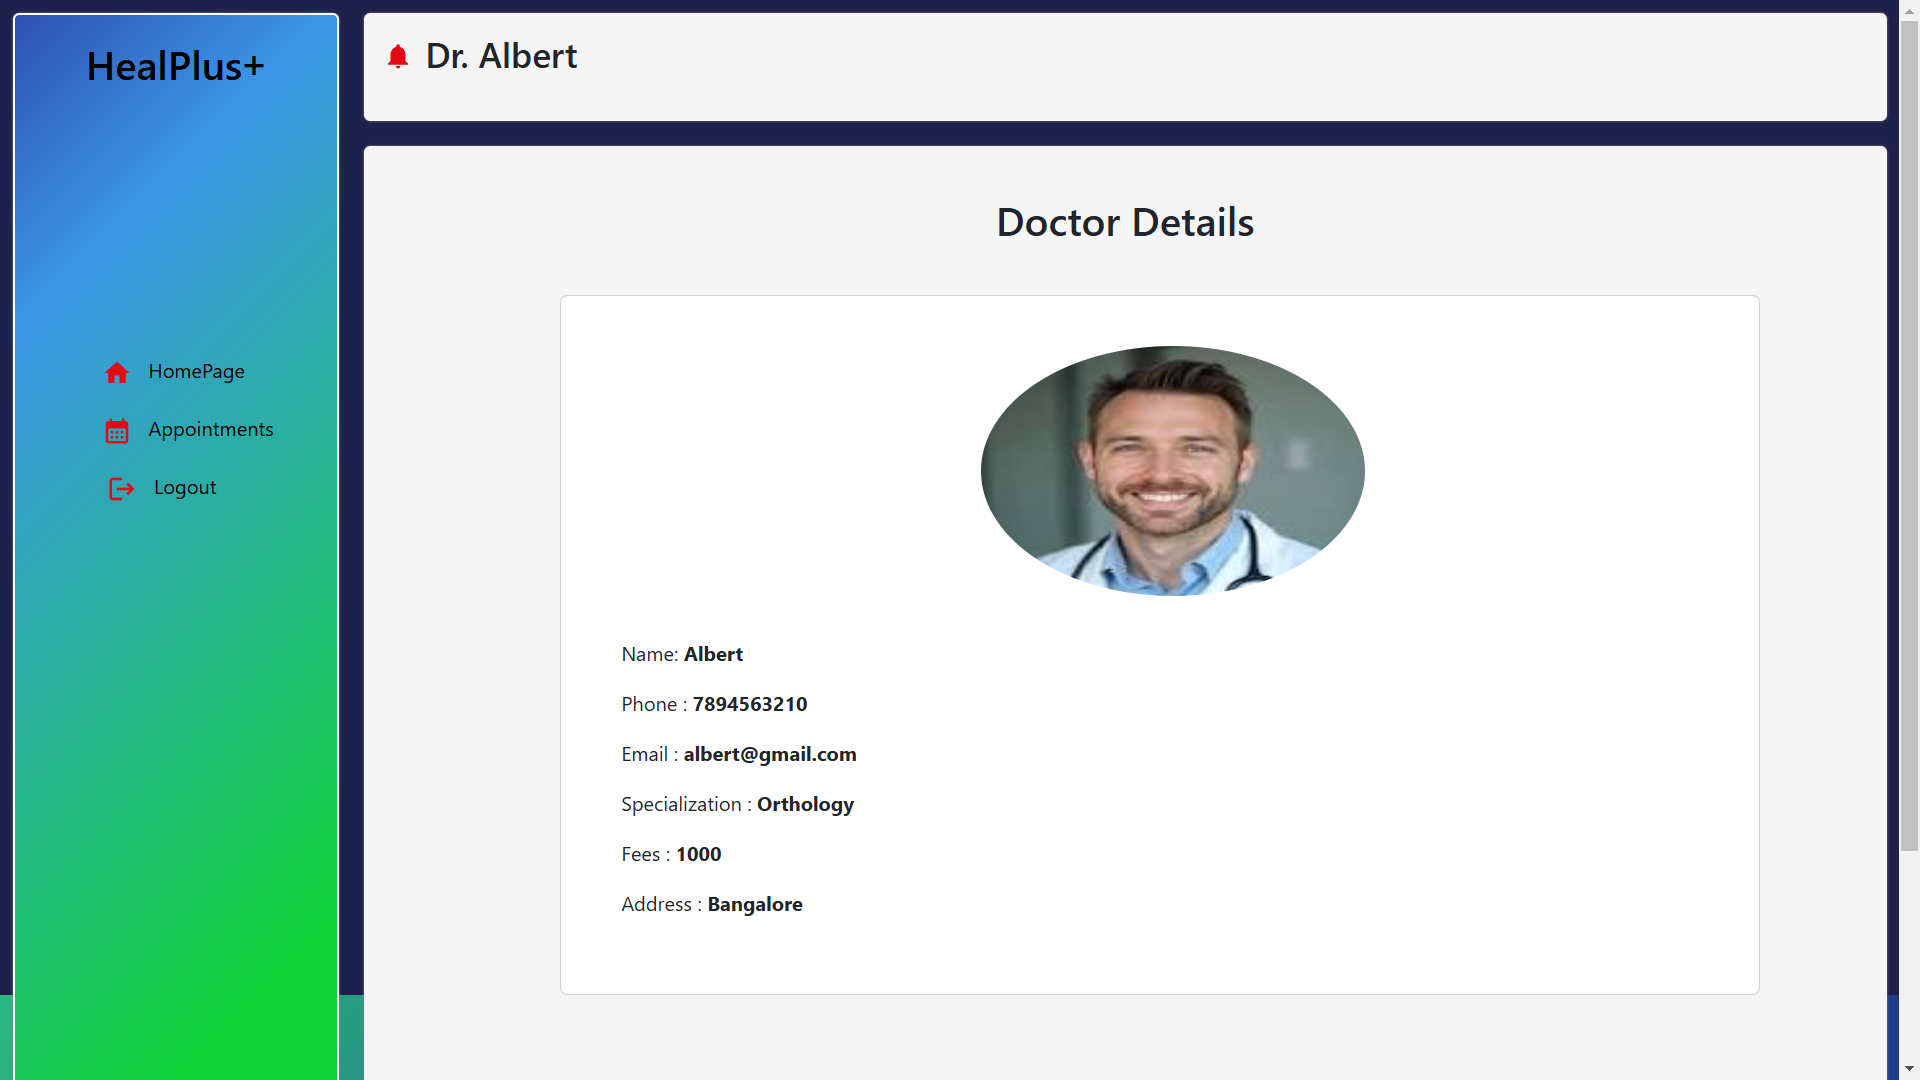 HealPlus+
Dr. Albert
HomePage
Appointments
Logout
Doctor Details
Name: Albert
Phone : 7894563210
Email : albert@gmail.com
Specialization : Orthology
Fees : 1000
Address : Bangalore